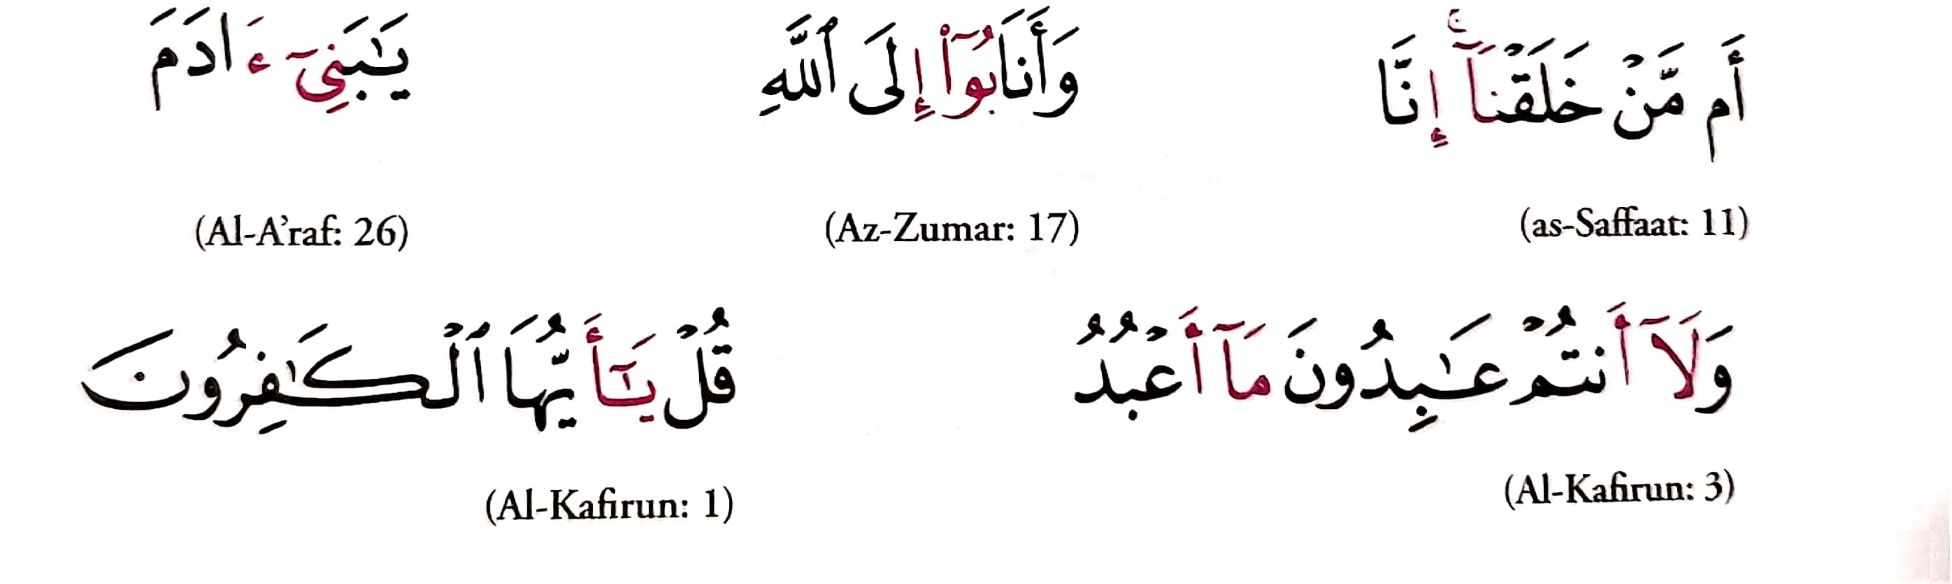 أَم مَّنْ خَلَقْنَآ ۚ إِنَّا
وَأَنَابُوٓا۟ إِلَى ٱللَّهِ
يَـٰبَنِىٓ ءَادَمَ
(as-Saffaat: 11)
(Az-Zumar: 17)
(Al-A’raf: 26)
وَلَآ أَنتُمْ عَـٰبِدُونَ مَآ أَعْبُدُ
قُلْ يَـٰٓأَيُّهَا ٱلْكَـٰفِرُونَ
(Al-Kafirun: 3)
(Al-Kafirun: 1)